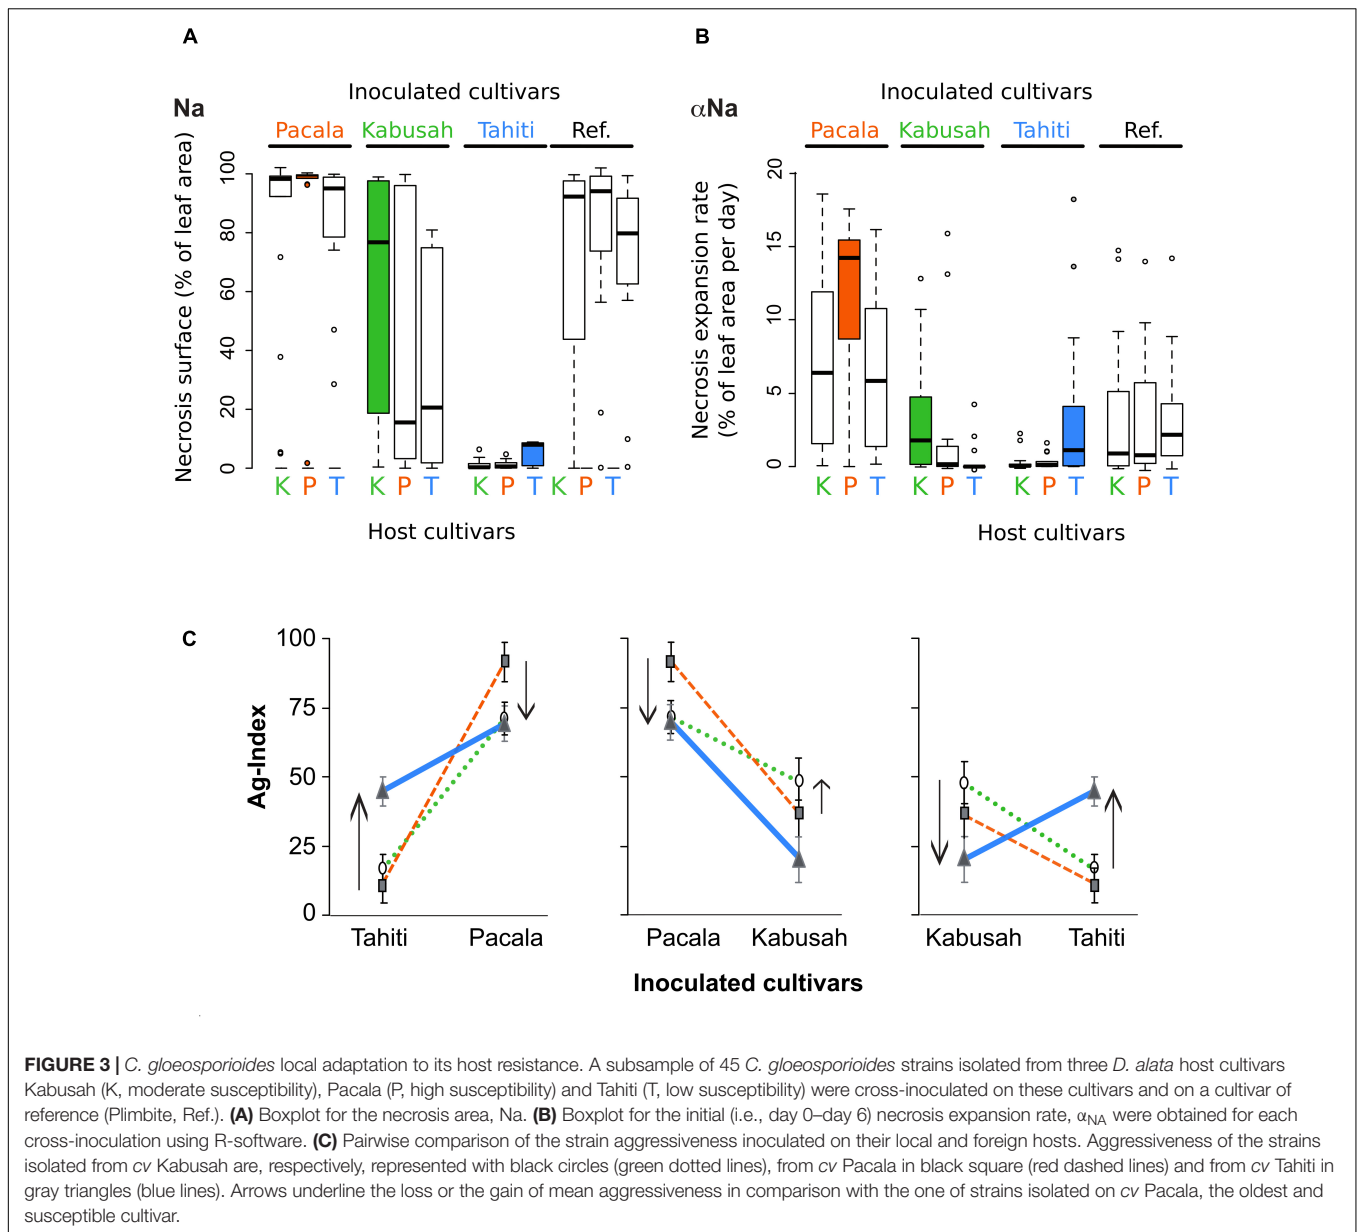 A
B
Inoculated cultivars
Inoculated cultivars
Na
αNa
Pacala Kabusah Tahiti Ref.
Pacala Kabusah Tahiti Ref.
Necrosis surface (% of leaf area)
100
80
60
40
20
0
Necrosis expansion rate
(% of leaf area per day)
20
15
10
5
0
K P T K P T K P T K P T
K P T K P T K P T K P T
Host cultivars
Host cultivars
C
Ag-Index
100
75
50
25
0
Tahiti Pacala
Pacala Kabusah
Kabusah Tahiti
Inoculated cultivars
FIGURE 3 | C. gloeosporioides local adaptation to its host resistance. A subsample of 45 C. gloeosporioides strains isolated from three D. alata host cultivars
Kabusah (K, moderate susceptibility), Pacala (P, high susceptibility) and Tahiti (T, low susceptibility) were cross-inoculated on these cultivars and on a cultivar of
reference (Plimbite, Ref.). (A) Boxplot for the necrosis area, Na. (B) Boxplot for the initial (i.e., day 0–day 6) necrosis expansion rate, αNA were obtained for each
cross-inoculation using R-software. (C) Pairwise comparison of the strain aggressiveness inoculated on their local and foreign hosts. Aggressiveness of the strains
isolated from cv Kabusah are, respectively, represented with black circles (green dotted lines), from cv Pacala in black square (red dashed lines) and from cv Tahiti in
gray triangles (blue lines). Arrows underline the loss or the gain of mean aggressiveness in comparison with the one of strains isolated on cv Pacala, the oldest and
susceptible cultivar.